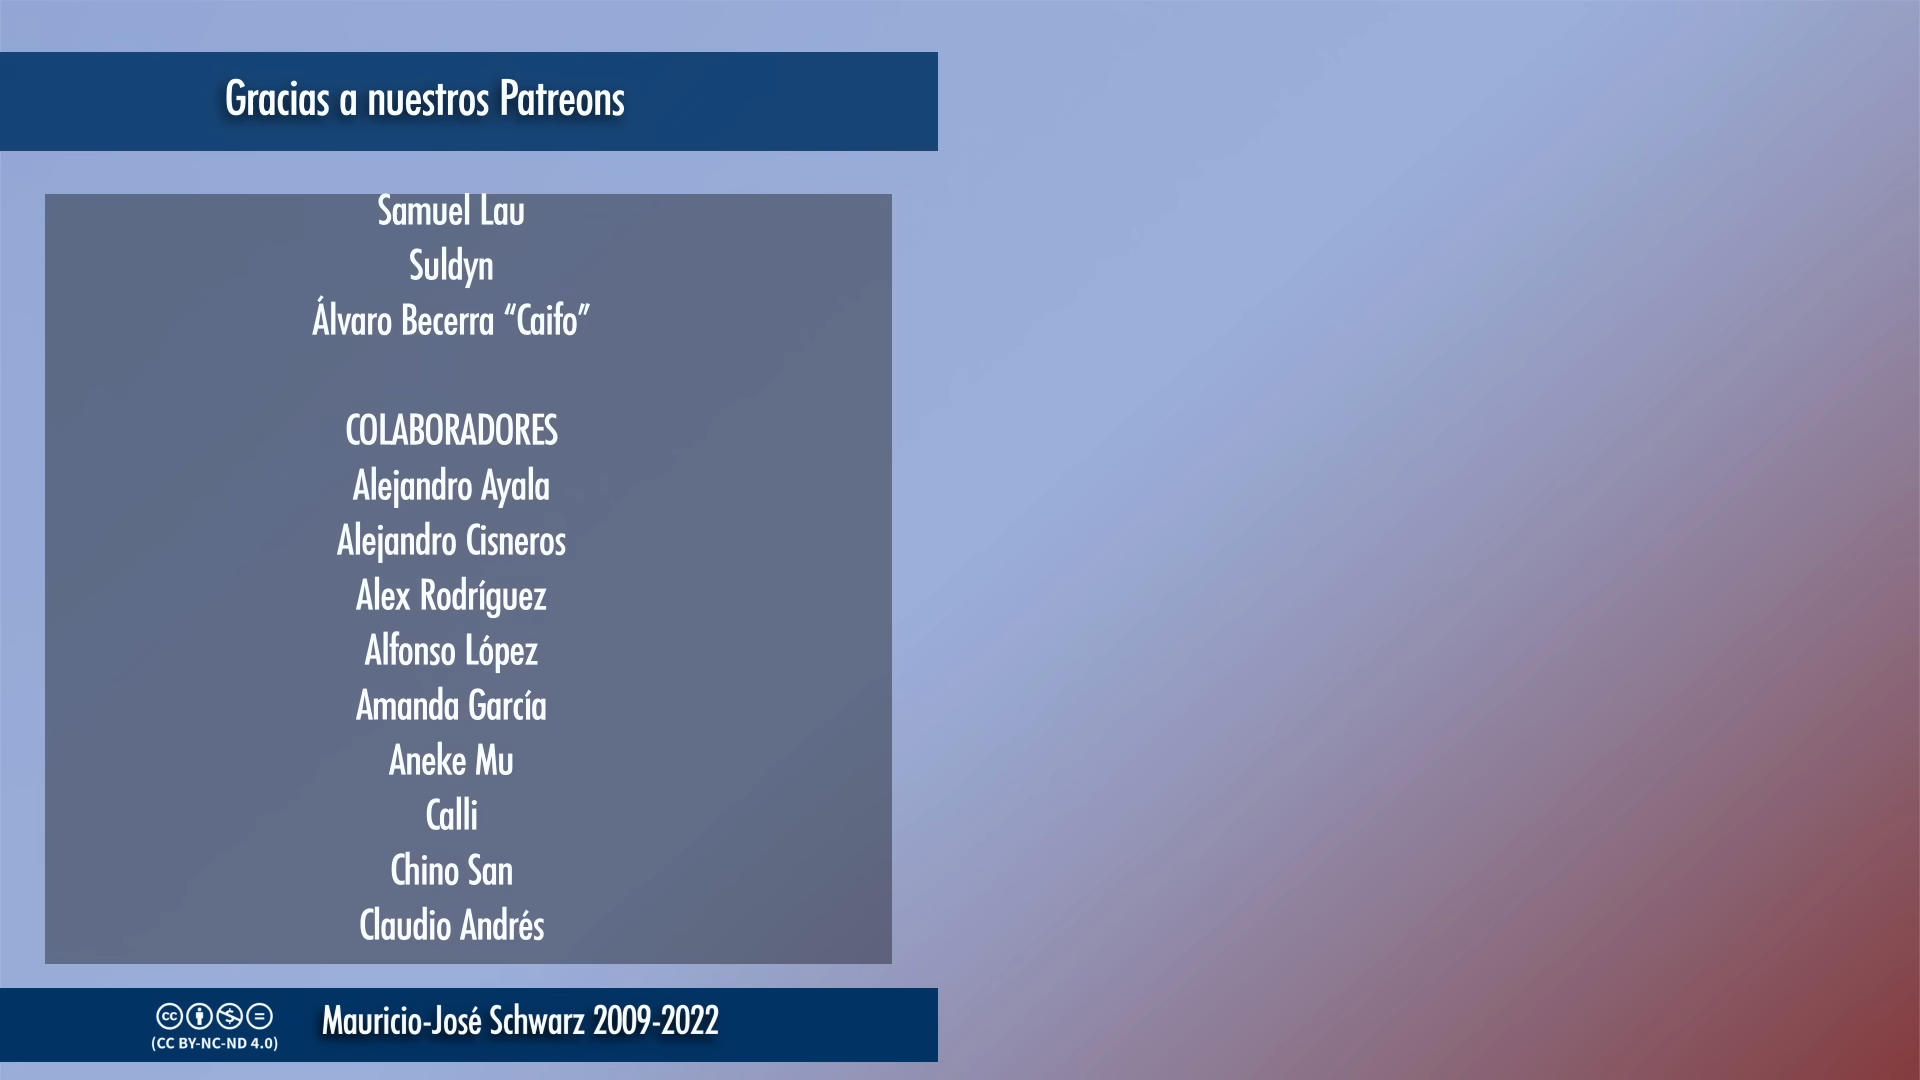 Gracias a nuestros Patreons
Samuel Lau
Suldyn
Álvaro Becerra “Caifo”
COLABORADORES
Alejandro Ayala
Alejandro Cisneros
Alex Rodríguez
Alfonso López
Amanda García
Aneke Mu
Calli
Chino San
Claudio Andrés
(CC BY-NC-ND 4.0)
Mauricio-José Schwarz 2009-2022